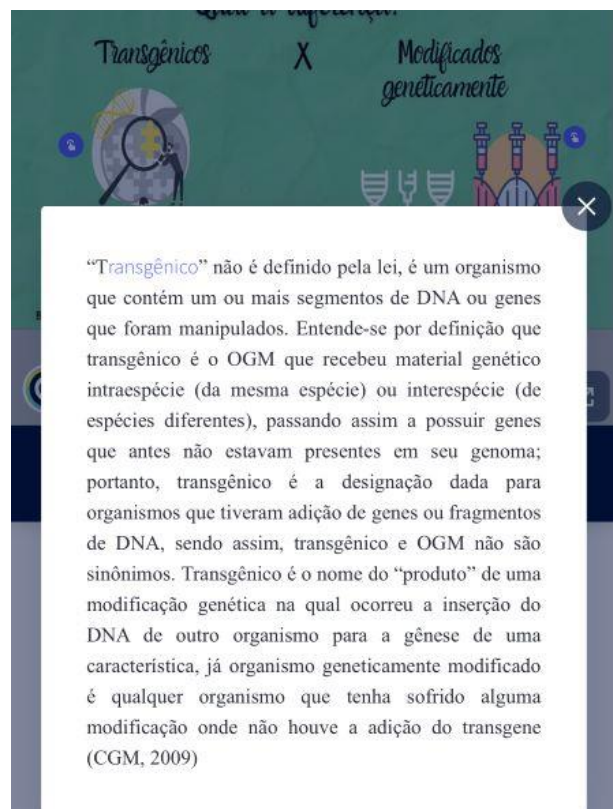 Transgênicos
X
Modificados
geneticamente
“Transgênico” não é definido pela lei, é um organismo
que contém um ou mais segmentos de DNA ou genes
que foram manipulados. Entende-se por definição que
transgênico é o OGM que recebeu material genético
intraespécie (da mesma espécie) ou interespécie (de
espécies diferentes), passando assim a possuir genes
que antes não estavam presentes em seu genoma;
portanto, transgênico é a designação dada para
organismos que tiveram adição de genes ou fragmentos
de DNA, sendo assim, transgênico e OGM não são
sinônimos. Transgênico é o nome do “produto” de uma
modificação genética na qual ocorreu a inserção do
DNA de outro organismo para a gênese de uma
característica, já organismo geneticamente modificado
é qualquer organismo que tenha sofrido alguma
modificação onde não houve a adição do transgene
(CGM, 2009)